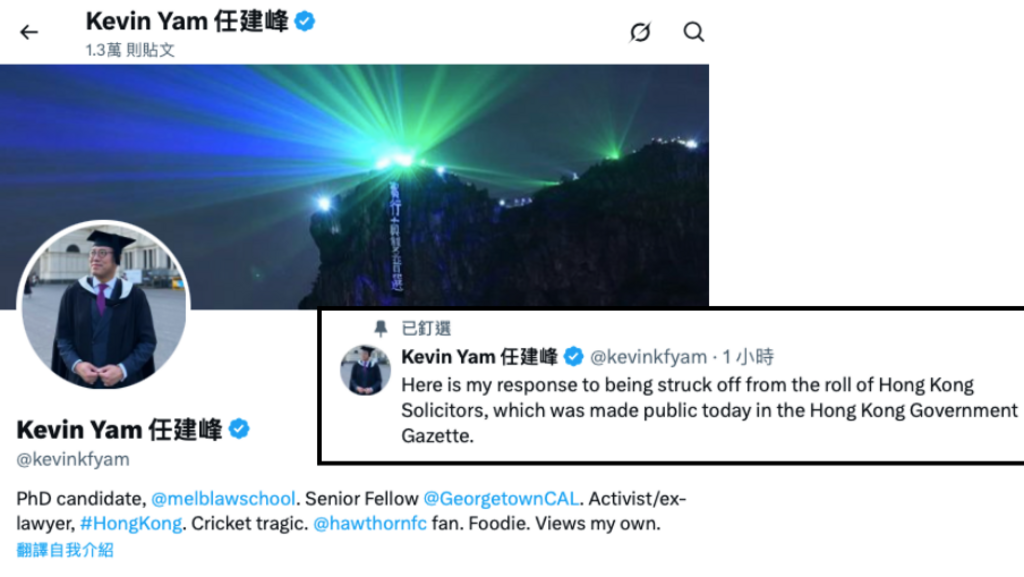 Kevin Yam 任建峰
1.3萬 則貼文
已釘選
Kevin Yam 任建峰 @kevinkfyam · 1 小時
Here is my response to being struck off from the roll of Hong Kong
Solicitors, which was made public today in the Hong Kong Government
Gazette.
Kevin Yam 任建峰
@kevinkfyam
PhD candidate, @melblawschool. Senior Fellow @GeorgetownCAL. Activist/ex-
lawyer, #HongKong. Cricket tragic. @hawthornfc fan. Foodie. Views my own.
翻譯自我介紹